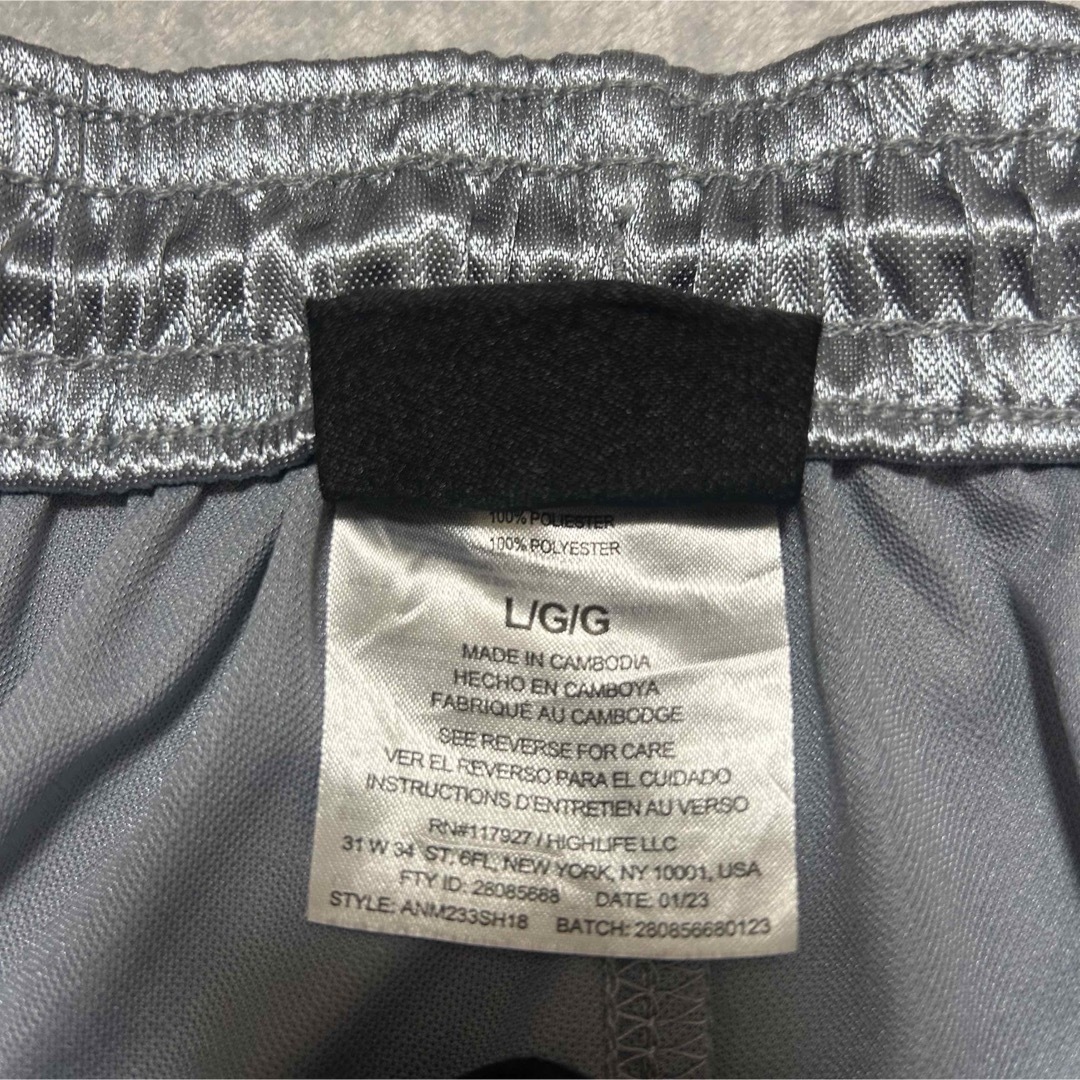 100% POLIESTER
100% POLYESTER
L/G/G
MADE IN CAMBODIA
HECHO EN CAMBOYA
FABRIQUÉ AU CAMBODGE
SEE REVERSE FOR CARE
VER EL REVERSO PARA EL CUIDADO
INSTRUCTIONS D'ENTRETIEN AU VERSO
RN#117927 / HIGHLIFE LLC
31 W 34 ST. 6FL, NEW YORK, NY 10001, USA
FTY ID: 28085668 DATE: 01/23
STYLE: ANM233SH18 BATCH: 280856680123